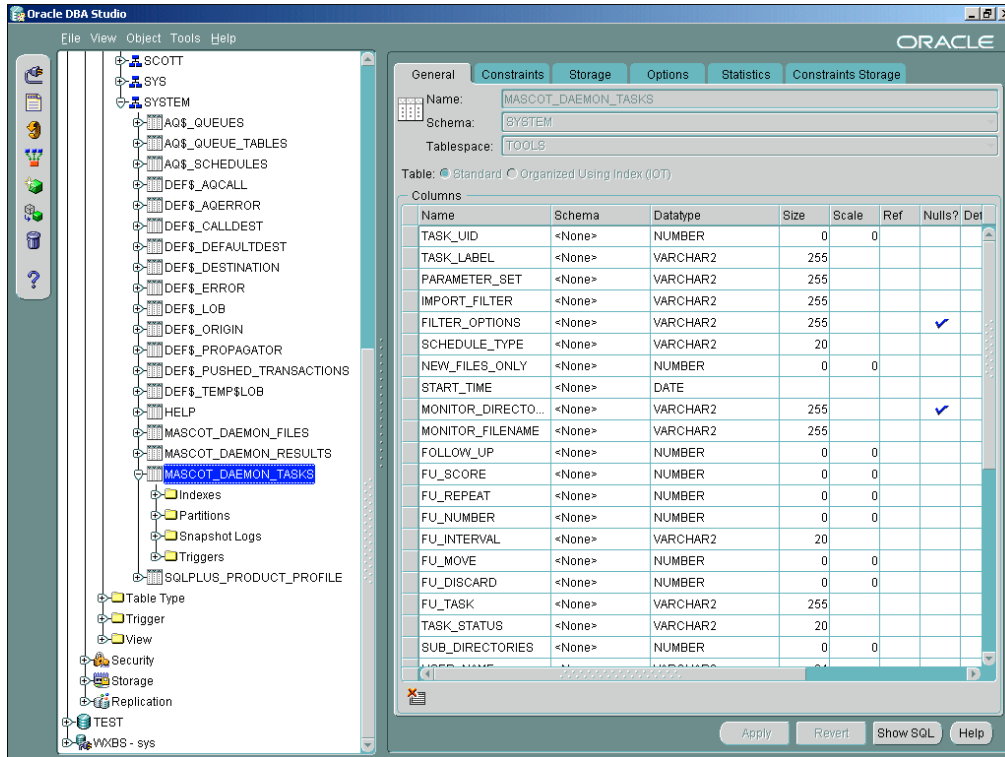 Oracle DBA Studio
File View Object Tools Help
ORACLE
SCOTT
SYS
SYSTEM
AQ$_QUEUES
AQ$_QUEUE_TABLES
AQ$_SCHEDULES
DEF$_AQCALL
DEF$_AQERROR
DEF$_CALLDEST
DEF$_DEFAULTDEST
DEF$_DESTINATION
DEF$_ERROR
DEF$_LOB
DEF$_ORIGIN
DEF$_PROPAGATOR
DEF$_PUSHED_TRANSACTIONS
DEF$_TEMP$LOB
HELP
MASCOT_DAEMON_FILES
MASCOT_DAEMON_RESULTS
MASCOT_DAEMON_TASKS
Indexes
Partitions
Snapshot Logs
Triggers
SQLPLUS_PRODUCT_PROFILE
Table Type
Trigger
View
Security
Storage
Replication
TEST
WXBS - sys
General Constraints Storage Options Statistics Constraints Storage
Name: MASCOT_DAEMON_TASKS
Schema: SYSTEM
Tablespace: TOOLS
Table: Standard Organized Using Index (IOT)
Columns
Name Schema Datatype Size Scale Ref Nulls? Def
TASK_UID <None> NUMBER 0 0
TASK_LABEL <None> VARCHAR2 255
PARAMETER_SET <None> VARCHAR2 255
IMPORT_FILTER <None> VARCHAR2 255
FILTER_OPTIONS <None> VARCHAR2 255
SCHEDULE_TYPE <None> VARCHAR2 20
NEW_FILES_ONLY <None> NUMBER 0 0
START_TIME <None> DATE
MONITOR_DIRECTO... <None> VARCHAR2 255
MONITOR_FILENAME <None> VARCHAR2 255
FOLLOW_UP <None> NUMBER 0 0
FU_SCORE <None> NUMBER 0 0
FU_REPEAT <None> NUMBER 0 0
FU_NUMBER <None> NUMBER 0 0
FU_INTERVAL <None> VARCHAR2 20
FU_MOVE <None> NUMBER 0 0
FU_DISCARD <None> NUMBER 0 0
FU_TASK <None> VARCHAR2 255
TASK_STATUS <None> VARCHAR2 20
SUB_DIRECTORIES <None> NUMBER 0 0
Apply Revert Show SQL Help